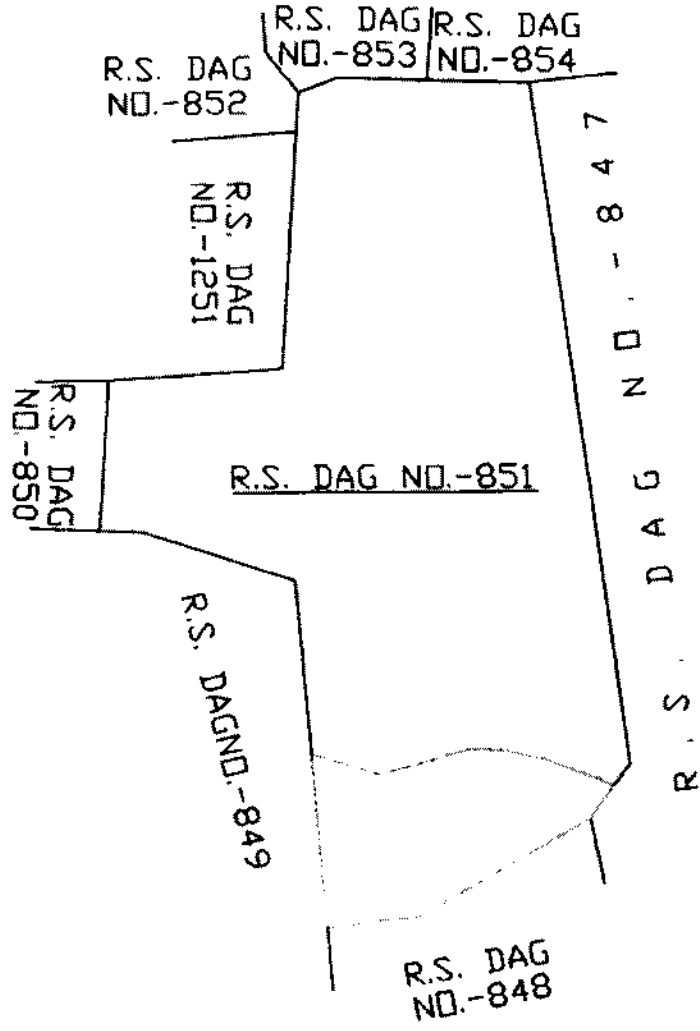 R.S. DAG
NO.-853
R.S. DAG
NO.-854
R.S. DAG
NO.-852
R.S. DAG
NO.-1251
R.S. DAG NO.-847
R.S. DAG
NO.-850
R.S. DAG NO.-851
R.S. DAGNO.-849
R.S. DAG
NO.-848